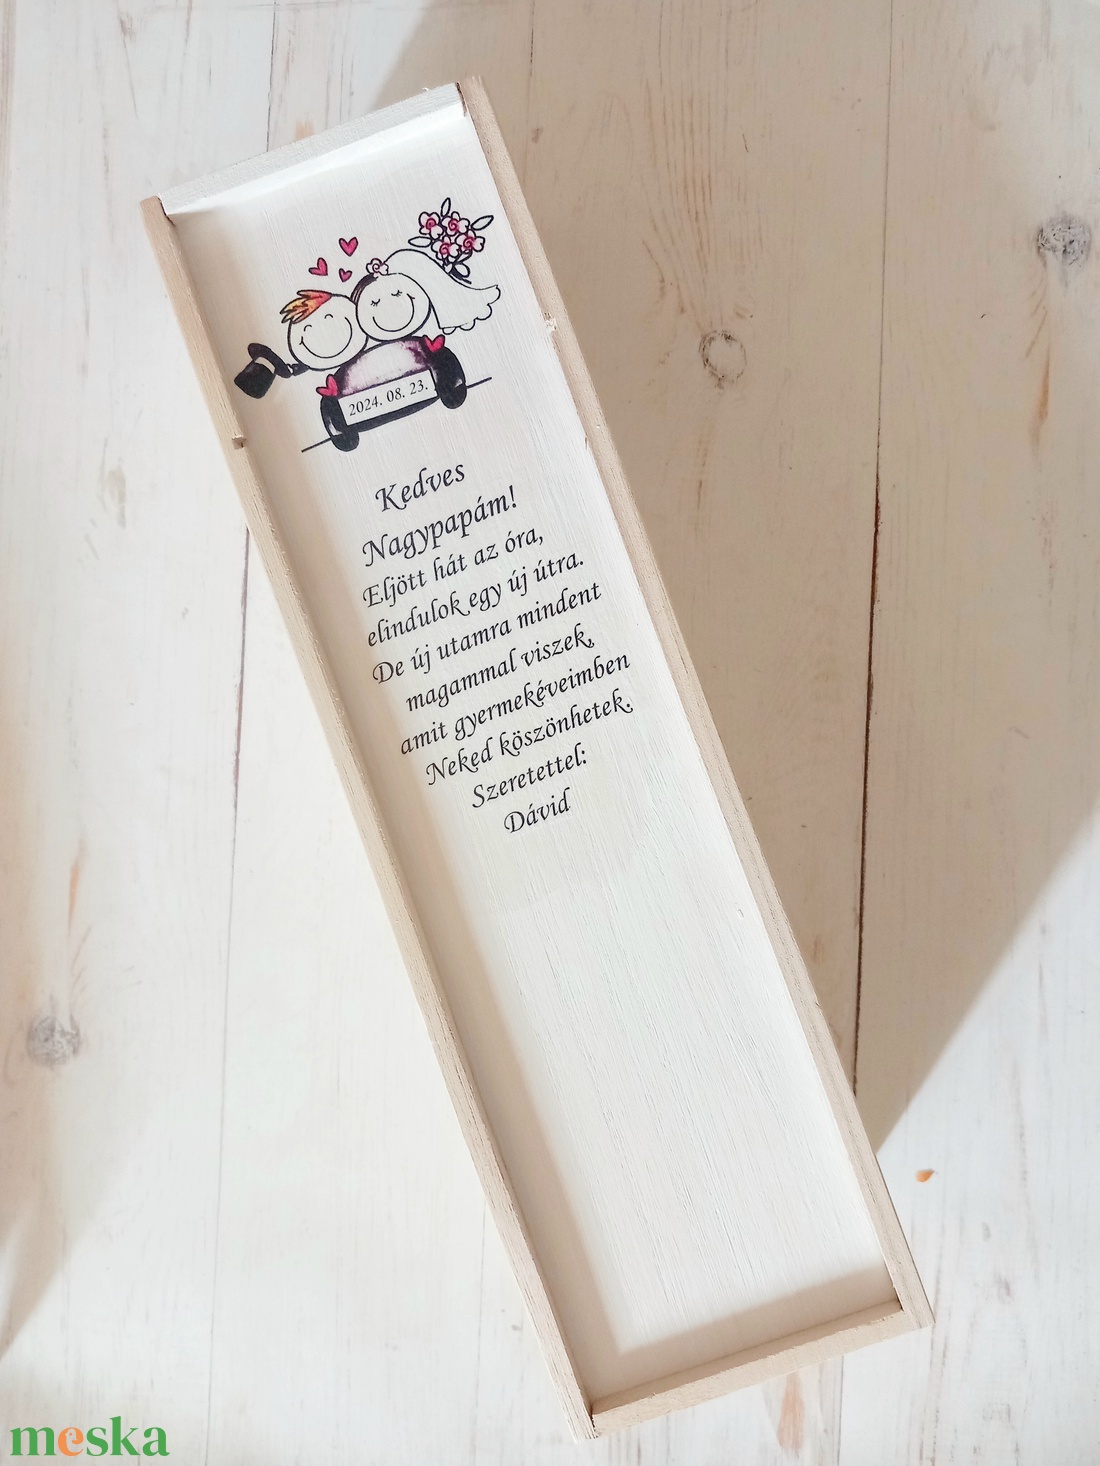 2024. 08. 23.
Kedves
Nagypapám!
Eljött hát az óra,
elindulok egy új útra.
De új utamra mindent
magammal viszek,
amit gyermekéveimben
Neked köszönhetek.
Szeretettel:
Dávid
meska